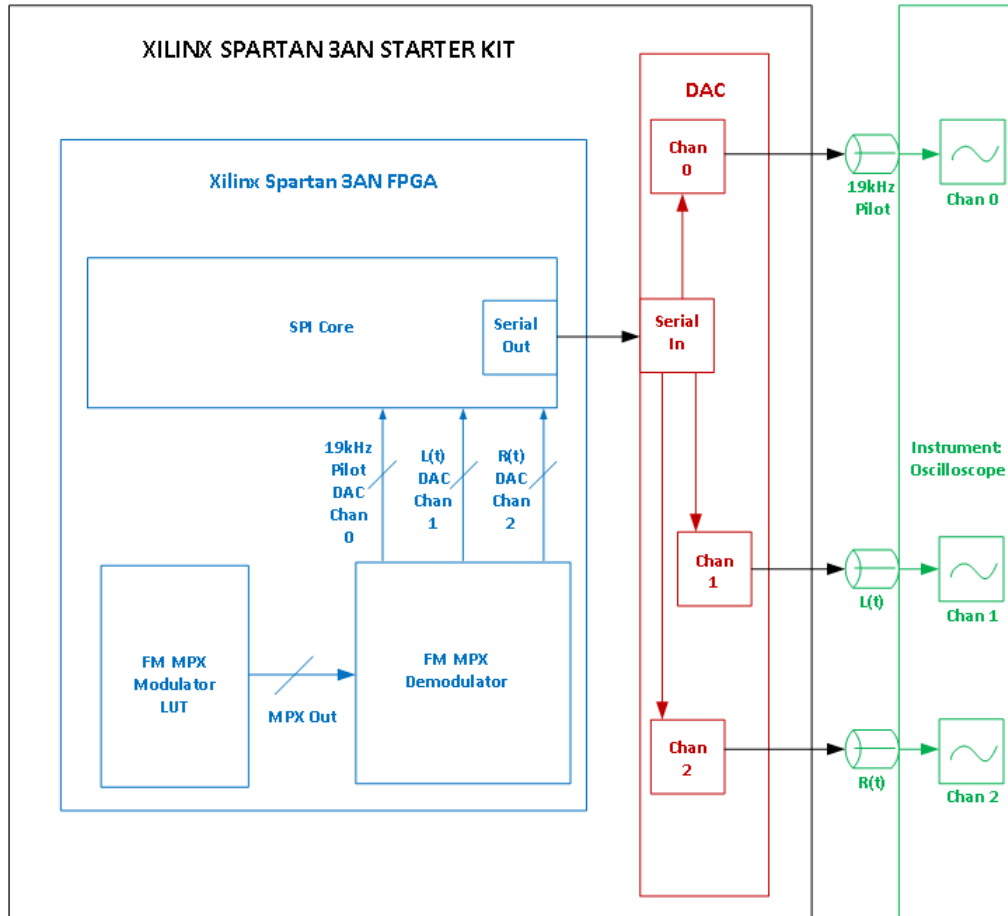 XILINX SPARTAN 3AN STARTER KIT
DAC
Chan
0
19kHz
Pilot
Chan 0
Xilinx Spartan 3AN FPGA
SPI Core
Serial
Out
Serial
In
19kHz
Pilot
DAC
Chan
0
L(t)
DAC
Chan
1
R(t)
DAC
Chan
2
Instrument:
Oscilloscope
Chan
1
L(t)
Chan 1
FM MPX
Modulator
LUT
MPX Out
FM MPX
Demodulator
Chan
2
R(t)
Chan 2